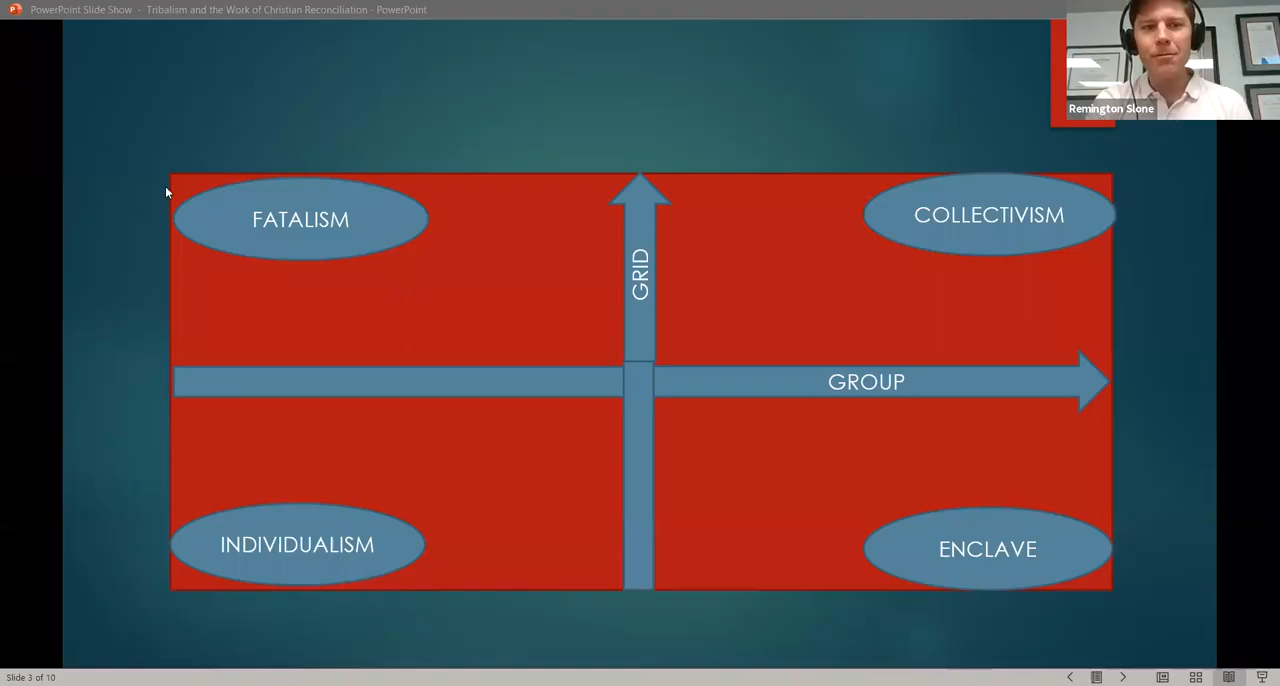 PowerPoint Slide Show - Tribalism and the Work of Christian Reconciliation - PowerPoint
Remington Slone
FATALISM
COLLECTIVISM
GRID
GROUP
INDIVIDUALISM
ENCLAVE
Slide 3 of 10